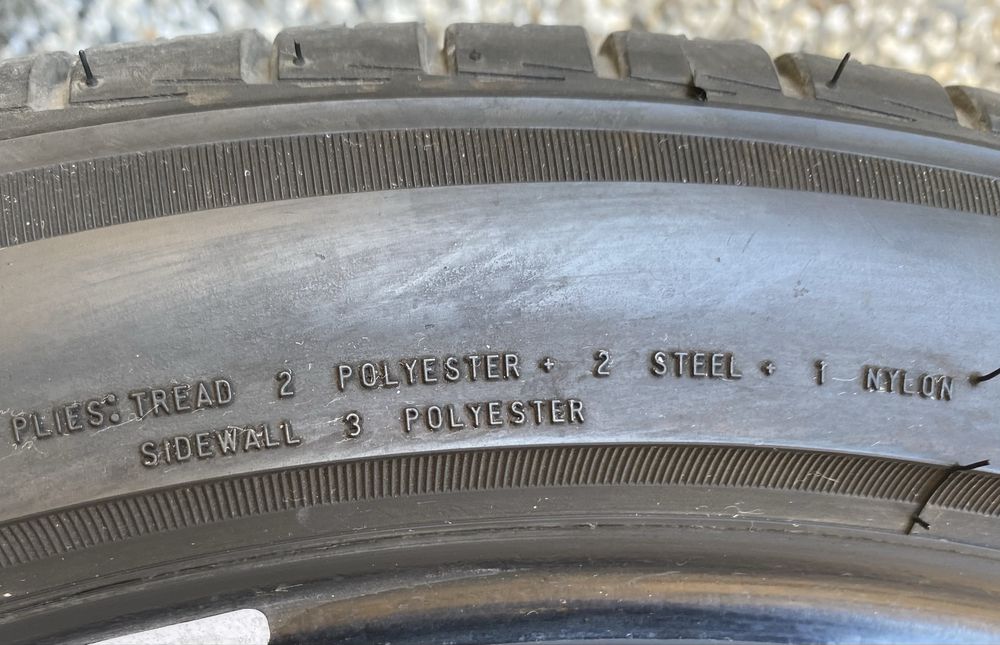 PLIES: TREAD 2 POLYESTER + 2 STEEL + 1 NYLON
SIDEWALL 3 POLYESTER